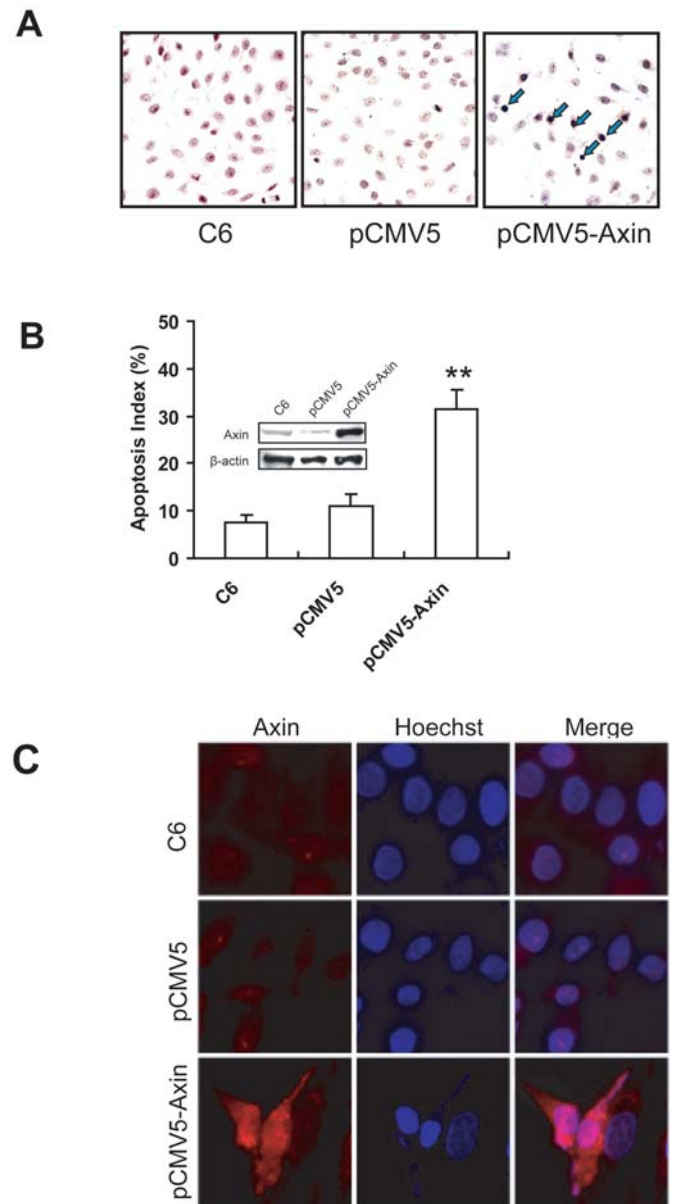 A
C6
pCMV5
pCMV5-Axin
B
Apoptosis Index (%)
50
40
30
20
10
0
**
C6
pCMV5
pCMV5-Axin
Axin
β-actin
C6
pCMV5
pCMV5-Axin
C
Axin
Hoechst
Merge
C6
pCMV5
pCMV5-Axin